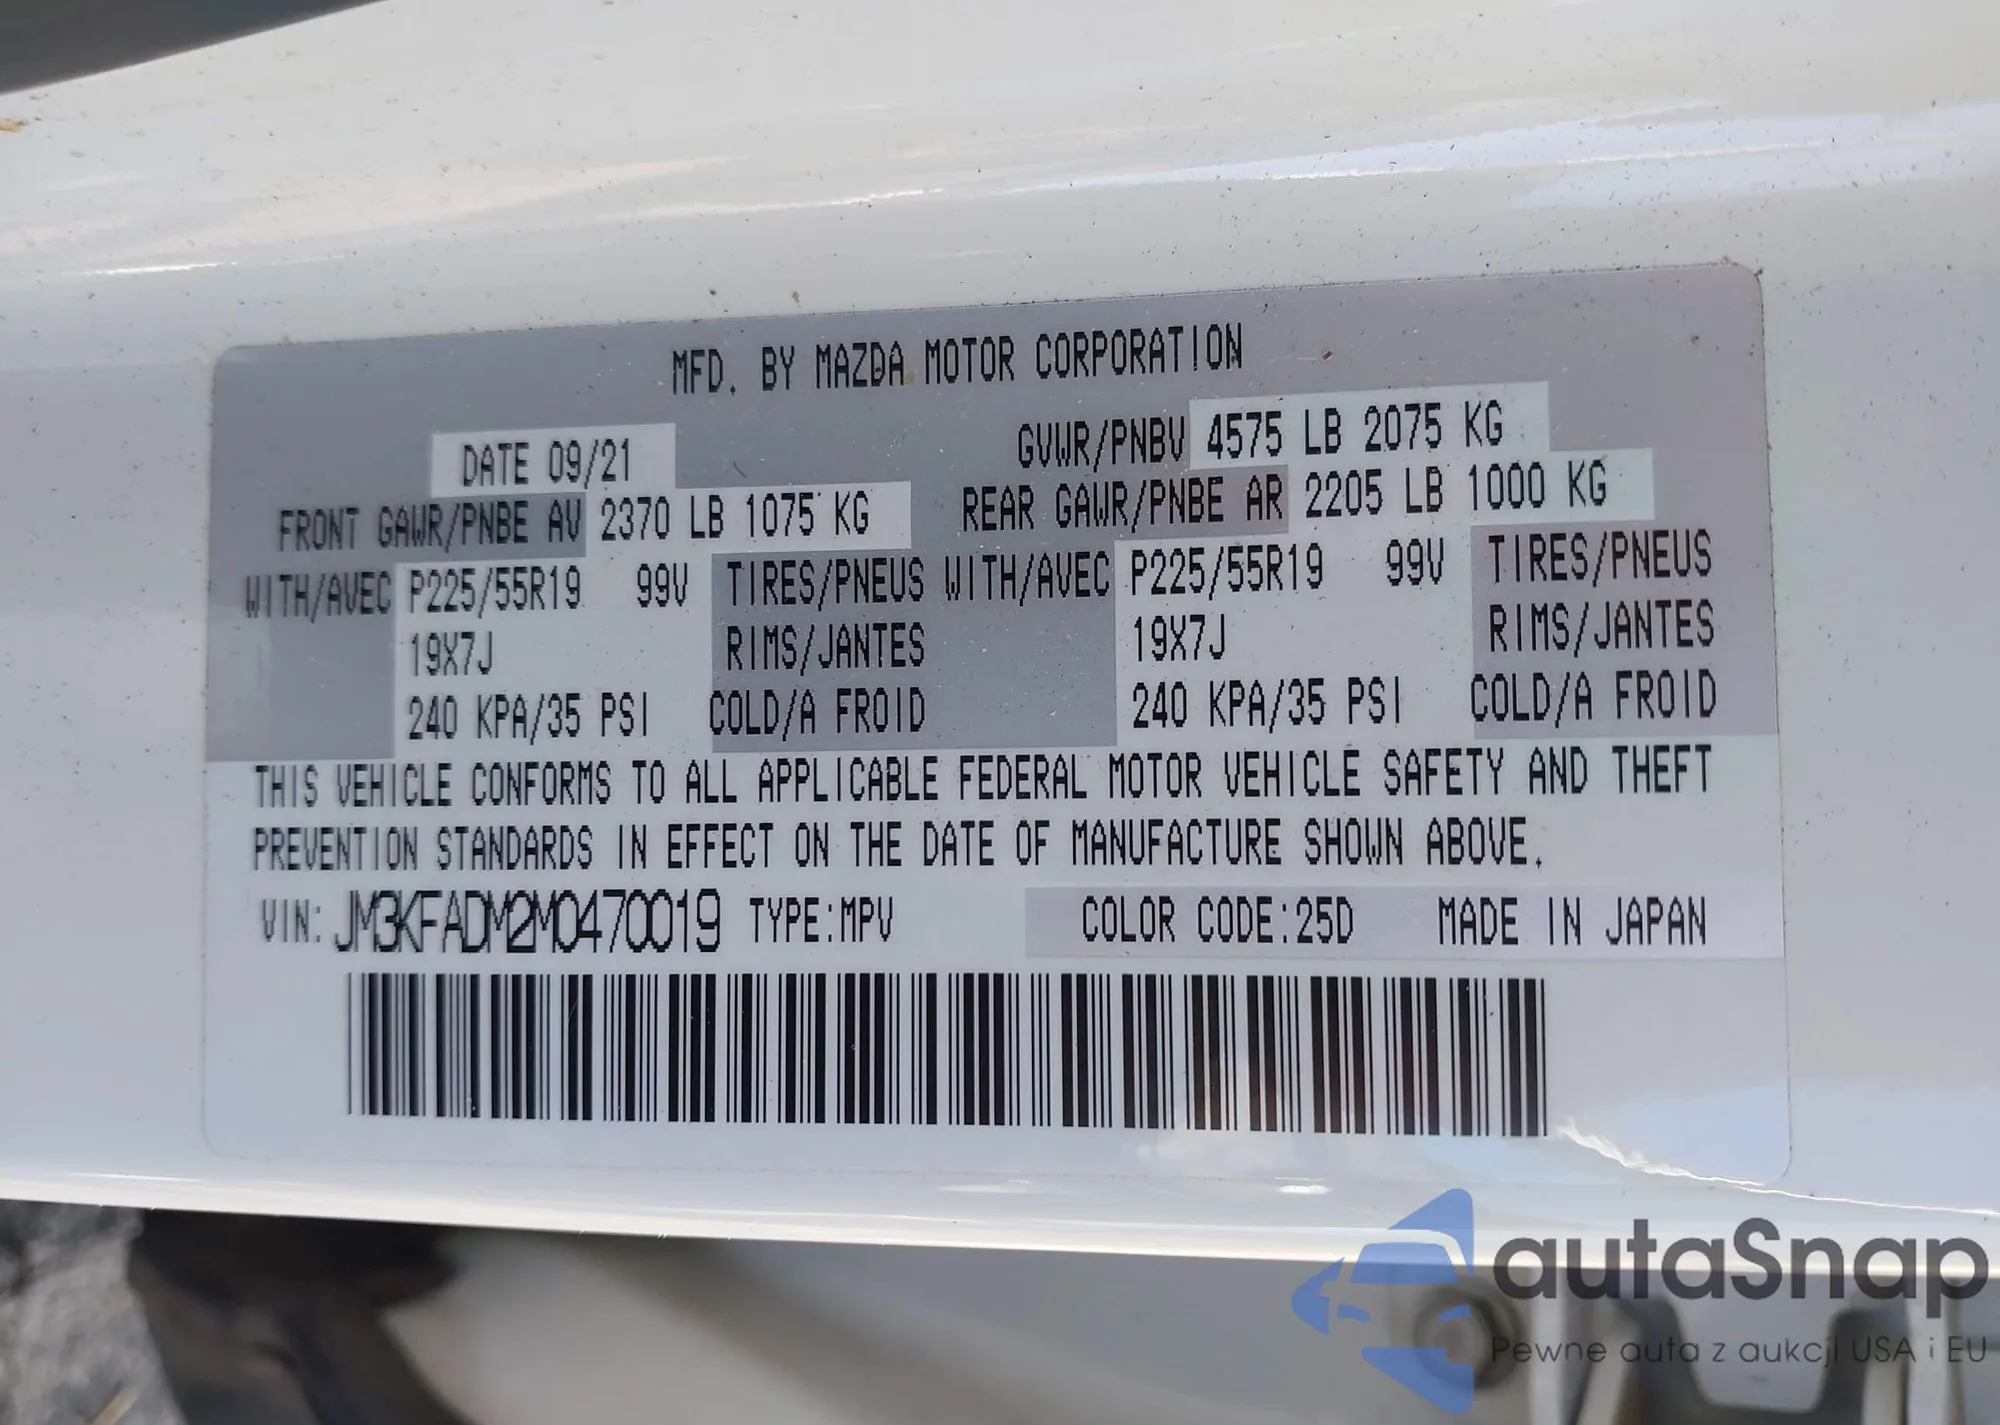 MFD. BY MAZDA MOTOR CORPORATION
DATE 09/21 GVWR/PNBV 4575 LB 2075 KG
FRONT GAWR/PNBE AV 2370 LB 1075 KG REAR GAWR/PNBE AR 2205 LB 1000 KG
WITH/AVEC P225/55R19 99V TIRES/PNEUS WITH/AVEC P225/55R19 99V TIRES/PNEUS
19X7J RIMS/JANTES 19X7J RIMS/JANTES
240 KPA/35 PSI COLD/A FROID 240 KPA/35 PSI COLD/A FROID
THIS VEHICLE CONFORMS TO ALL APPLICABLE FEDERAL MOTOR VEHICLE SAFETY AND THEFT
PREVENTION STANDARDS IN EFFECT ON THE DATE OF MANUFACTURE SHOWN ABOVE.
VIN: JM3KFADM2M0470019 TYPE:MPV COLOR CODE:25D MADE IN JAPAN
autaSnap
Pewne auta z aukcji USA i EU